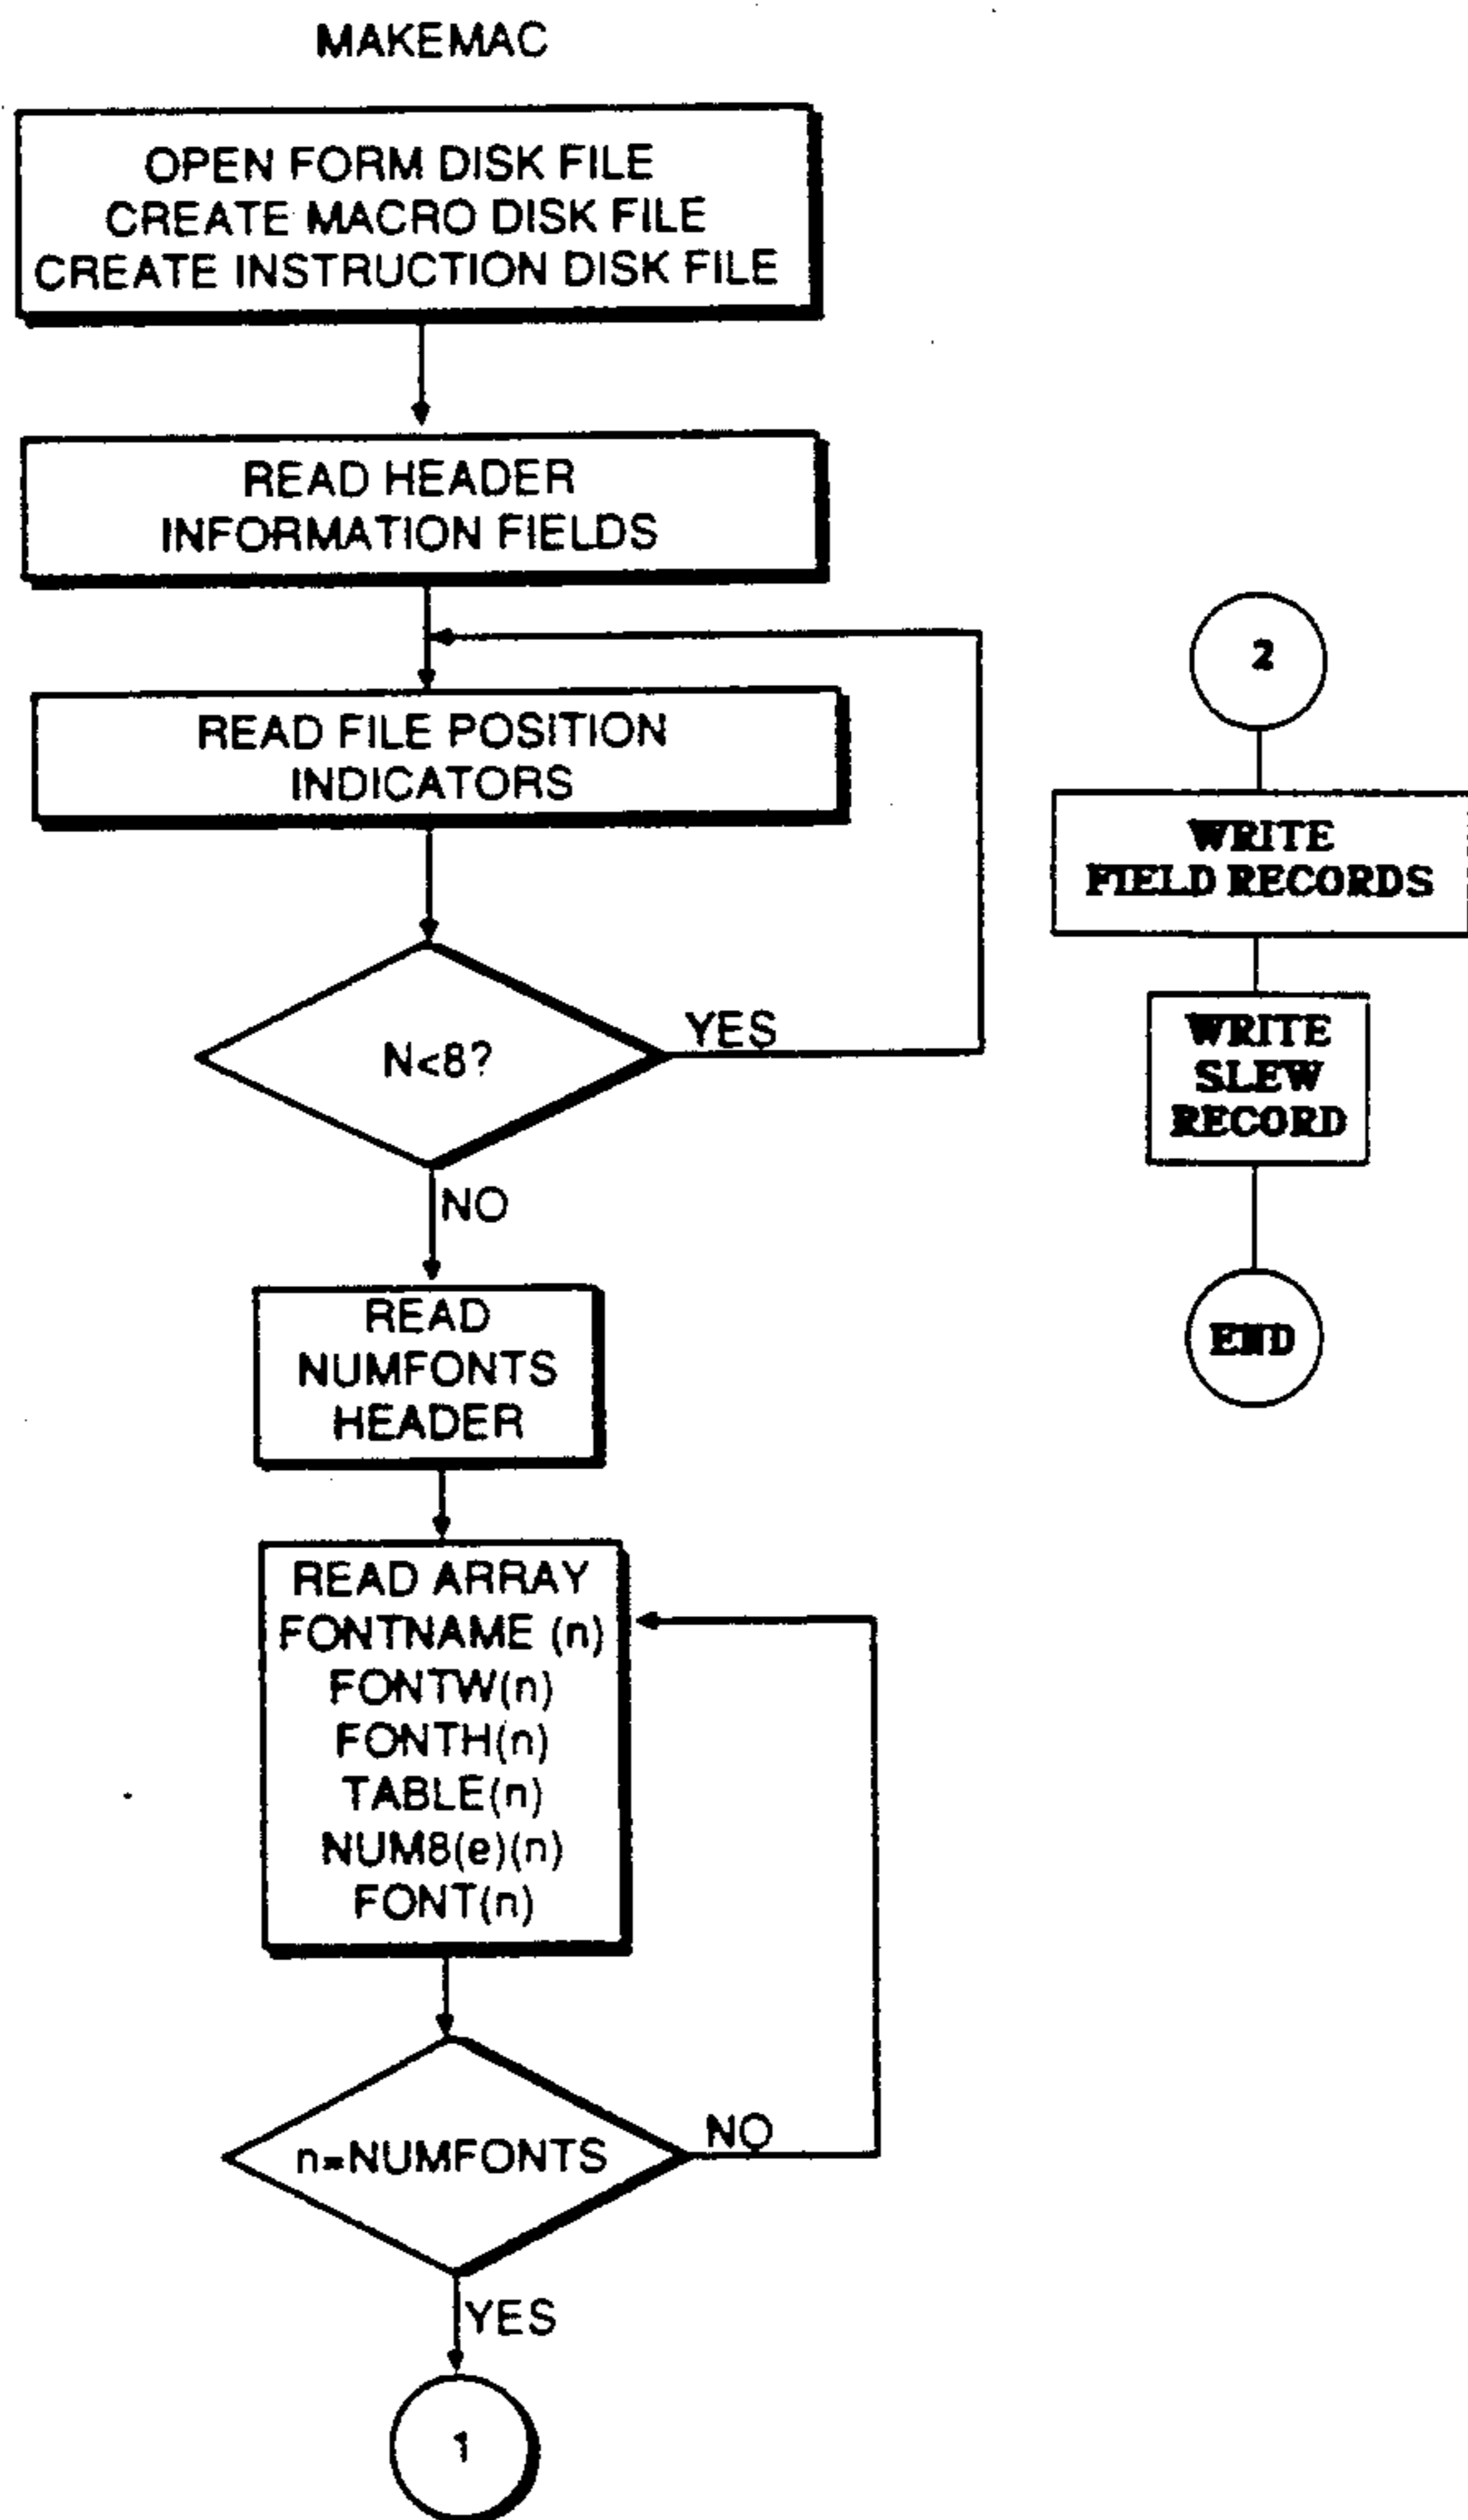 MAKEMAC
OPEN FORM DISK FILE
CREATE MACRO DISK FILE
CREATE INSTRUCTION DISK FILE
READ HEADER
INFORMATION FIELDS
READ FILE POSITION
INDICATORS
N<8?
YES
NO
READ
NUMFONTS
HEADER
READ ARRAY
FONTNAME (n)
FONTW(n)
FONTH(n)
TABLE(n)
NUM8(e)(n)
FONT(n)
n=NUMFONTS
NO
YES
1
2
WRITE
FIELD RECORDS
WRITE
SLEW
RECORD
END